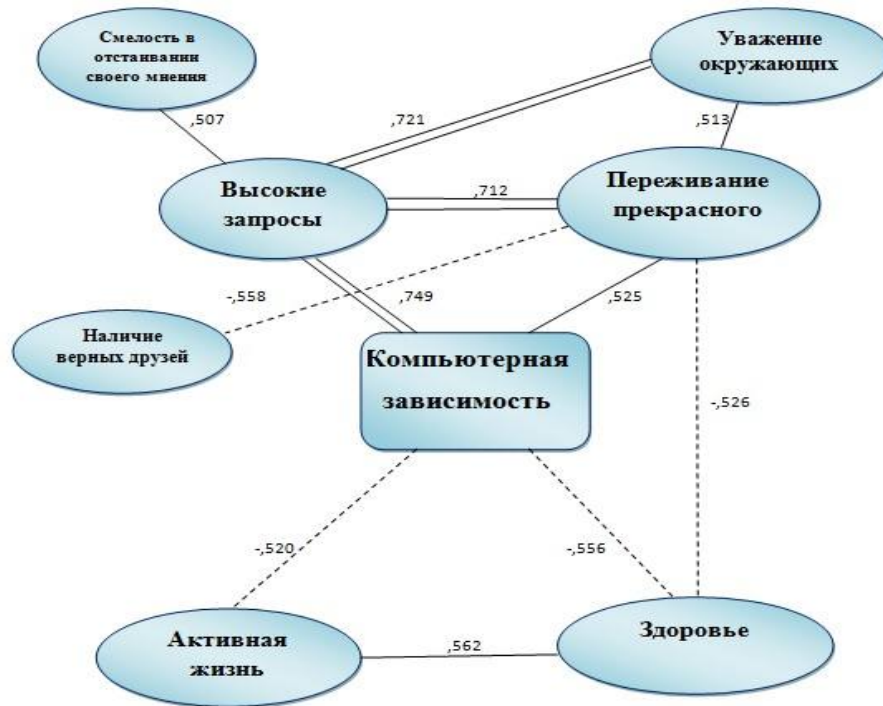 Смелость в
отстаивании
своего мнения
Уважение
окружающих
,507
,721
,513
Высокие
запросы
,712
Переживание
прекрасного
-,558
,749
,525
Наличие
верных друзей
Компьютерная
зависимость
-,526
-,520
-,556
Активная
жизнь
,562
Здоровье